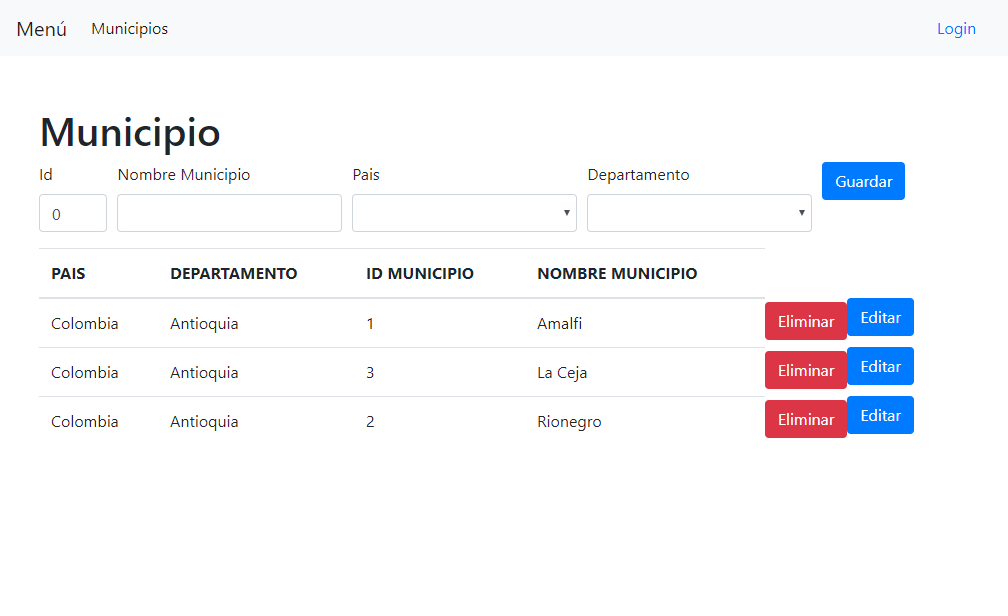 Menú Municipios Login
Municipio
Id Nombre Municipio Pais Departamento Guardar
0
PAIS DEPARTAMENTO ID MUNICIPIO NOMBRE MUNICIPIO
Colombia Antioquia 1 Amalfi Eliminar Editar
Colombia Antioquia 3 La Ceja Eliminar Editar
Colombia Antioquia 2 Rionegro Eliminar Editar